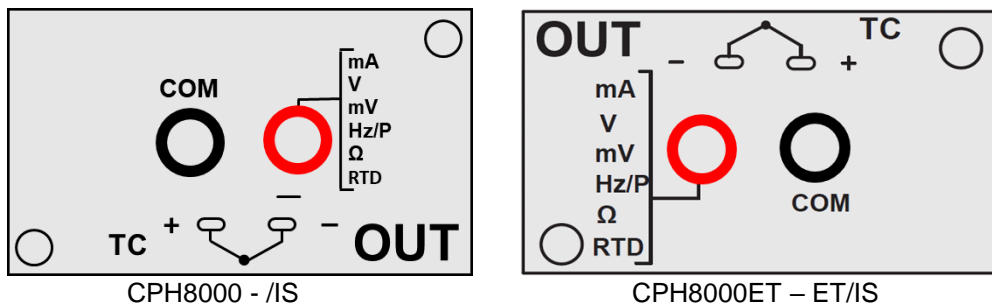 mA
V
COM
mV
Hz/P
Ω
RTD
—
TC + – OUT
CPH8000 - /IS
OUT - + TC
mA
V
mV
Hz/P
Ω
RTD
COM
CPH8000ET – ET/IS